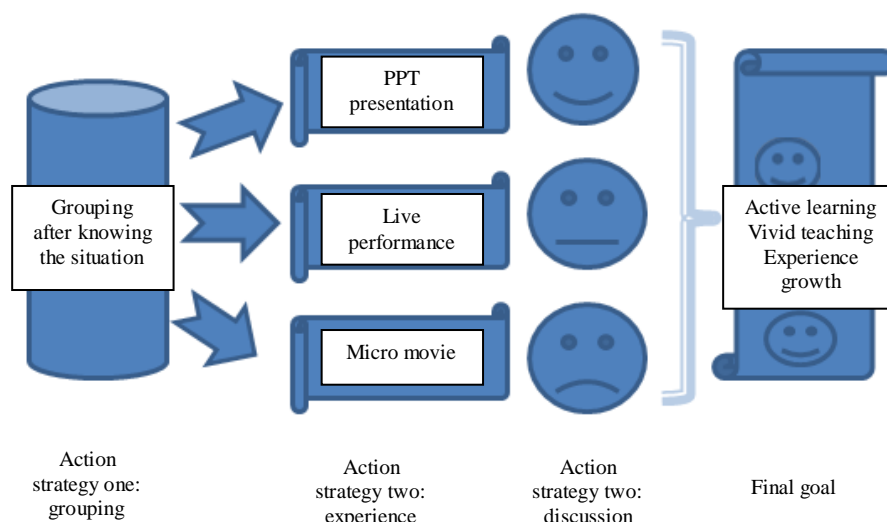 PPT
presentation
Grouping
after knowing
the situation
Live
performance
Active learning
Vivid teaching
Experience
growth
Micro movie
Action
strategy one:
grouping
Action
strategy two:
experience
Action
strategy two:
discussion
Final goal